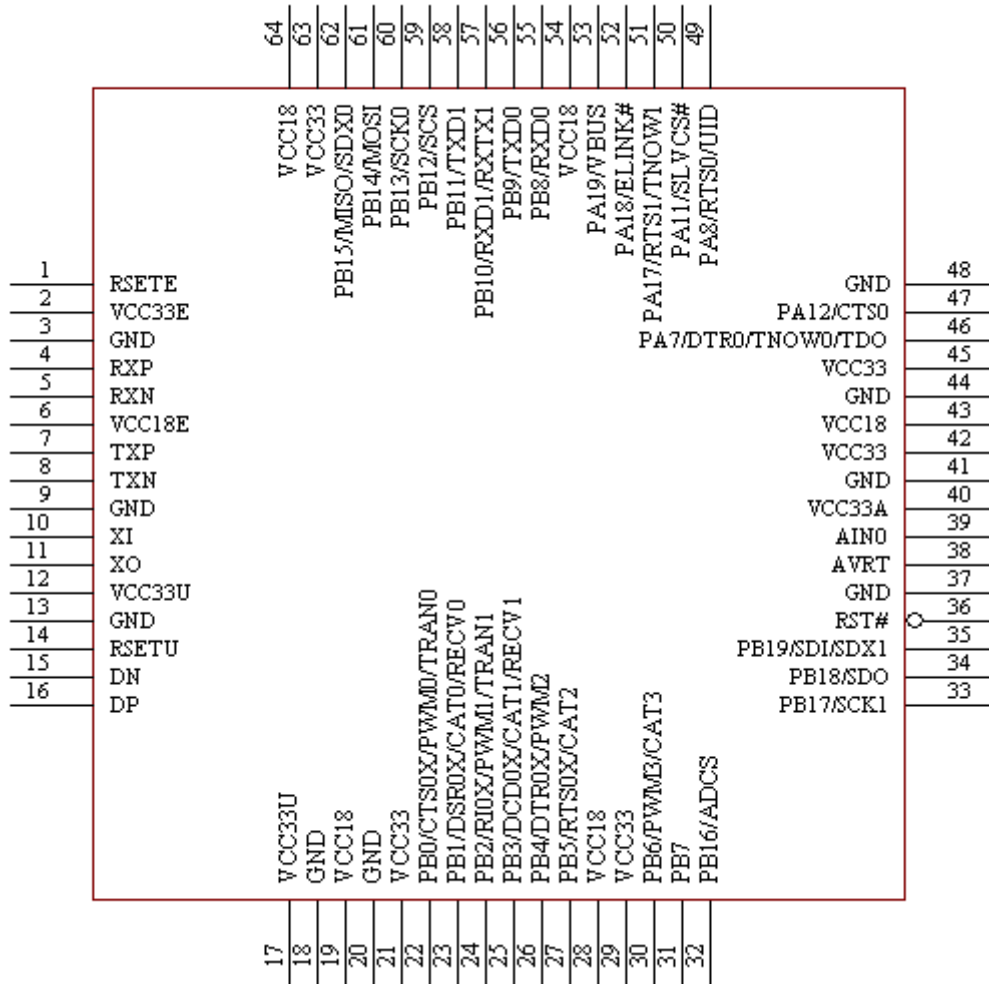 64 63 62 61 60 59 58 57 56 55 54 53 52 51 50 49
VCC18
VCC33
PB15/MISO/SDX0
PB14/MOSI
PB13/SCK0
PB12/SCS
PB11/TXD1
PB10/RXD1/RXTX1
PB9/TXD0
PB8/RXD0
VCC18
PA19/VBUS
PA18/ELINK#
PA17/RTS1/TNOW1
PA11/SLVCS#
PA8/RTS0/UID
1 RSETE
2 VCC33E
3 GND
4 RXP
5 RXN
6 VCC18E
7 TXP
8 TXN
9 GND
10 XI
11 XO
12 VCC33U
13 GND
14 RSETU
15 DN
16 DP
GND 48
PA12/CTS0 47
PA7/DTR0/TNOW0/TDO 46
VCC33 45
GND 44
VCC18 43
VCC33 42
GND 41
VCC33A 40
AIN0 39
AVRT 38
GND 37
RST# 36
PB19/SDI/SDX1 35
PB18/SDO 34
PB17/SCK1 33
VCC33U
GND
VCC18
GND
VCC33
PB0/CTS0X/PWM0/TRAN0
PB1/DSR0X/CAT0/RECV0
PB2/RI0X/PWM1/TRAN1
PB3/DCD0X/CAT1/RECV1
PB4/DTR0X/PWM2
PB5/RTS0X/CAT2
VCC18
VCC33
PB6/PWM3/CAT3
PB7
PB16/ADCS
17 18 19 20 21 22 23 24 25 26 27 28 29 30 31 32